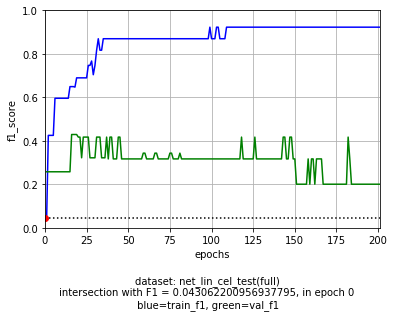 1.0
0.8
0.6
0.4
0.2
0.0
f1_score
0 25 50 75 100 125 150 175 200
epochs
dataset: net_lin_cel_test(full)
intersection with F1 = 0.043062200956937795, in epoch 0
blue=train_f1, green=val_f1